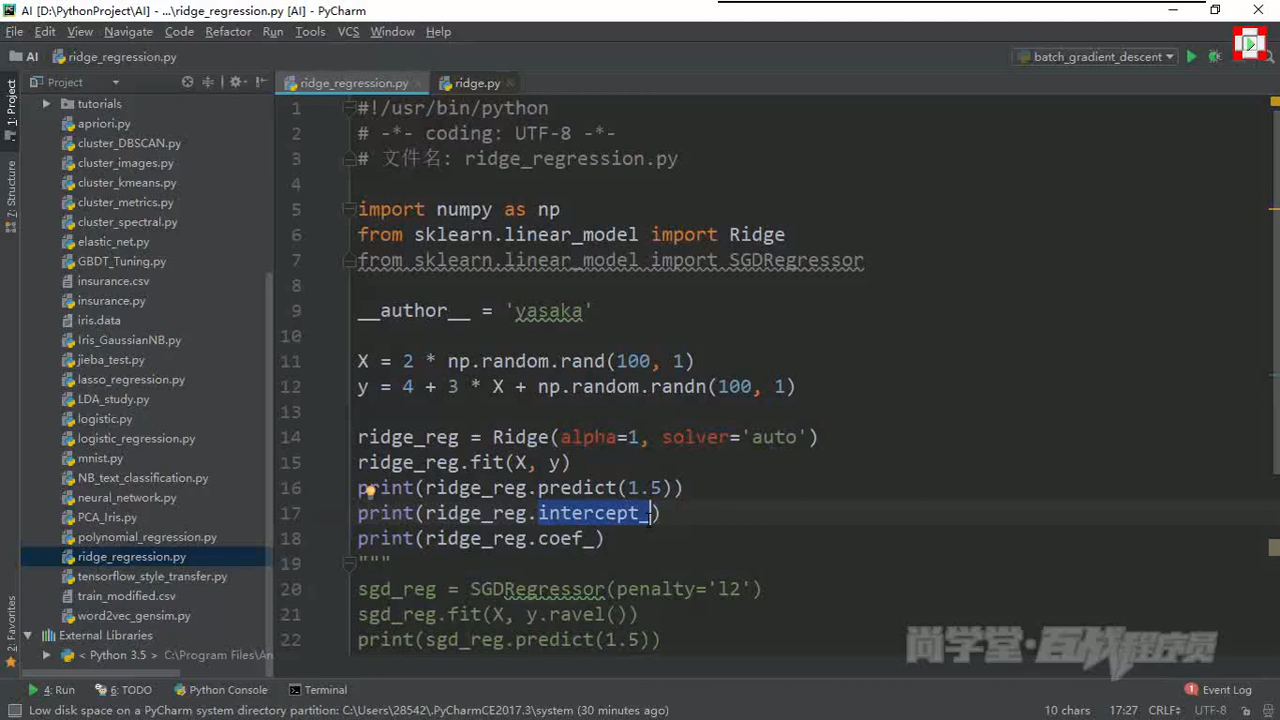 AI [D:\PythonProject\AI] - ...\ridge_regression.py [AI] - PyCharm
File Edit View Navigate Code Refactor Run Tools VCS Window Help
AI ridge_regression.py batch_gradient_descent
Project ridge_regression.py ridge.py
1: Project
7: Structure
2: Favorites
tutorials
apriori.py
cluster_DBSCAN.py
cluster_images.py
cluster_kmeans.py
cluster_metrics.py
cluster_spectral.py
elastic_net.py
GBDT_Tuning.py
insurance.csv
insurance.py
iris.data
Iris_GaussianNB.py
jieba_test.py
lasso_regression.py
LDA_study.py
logistic.py
logistic_regression.py
mnist.py
NB_text_classification.py
neural_network.py
PCA_Iris.py
polynomial_regression.py
ridge_regression.py
tensorflow_style_transfer.py
train_modified.csv
word2vec_gensim.py
External Libraries
< Python 3.5 > C:\Program Files\An
1 #!/usr/bin/python
2 # -*- coding: UTF-8 -*-
3 # 文件名: ridge_regression.py
4
5 import numpy as np
6 from sklearn.linear_model import Ridge
7 from sklearn.linear_model import SGDRegressor
8
9 __author__ = 'yasaka'
10
11 X = 2 * np.random.rand(100, 1)
12 y = 4 + 3 * X + np.random.randn(100, 1)
13
14 ridge_reg = Ridge(alpha=1, solver='auto')
15 ridge_reg.fit(X, y)
16 print(ridge_reg.predict(1.5))
17 print(ridge_reg.intercept_)
18 print(ridge_reg.coef_)
19 """
20 sgd_reg = SGDRegressor(penalty='l2')
21 sgd_reg.fit(X, y.ravel())
22 print(sgd_reg.predict(1.5))
尚学堂·百战程序员
4: Run 6: TODO Python Console Terminal 1 Event Log
Low disk space on a PyCharm system directory partition: C:\Users\28542\.PyCharmCE2017.3\system (30 minutes ago) 10 chars 17:27 CRLF UTF-8